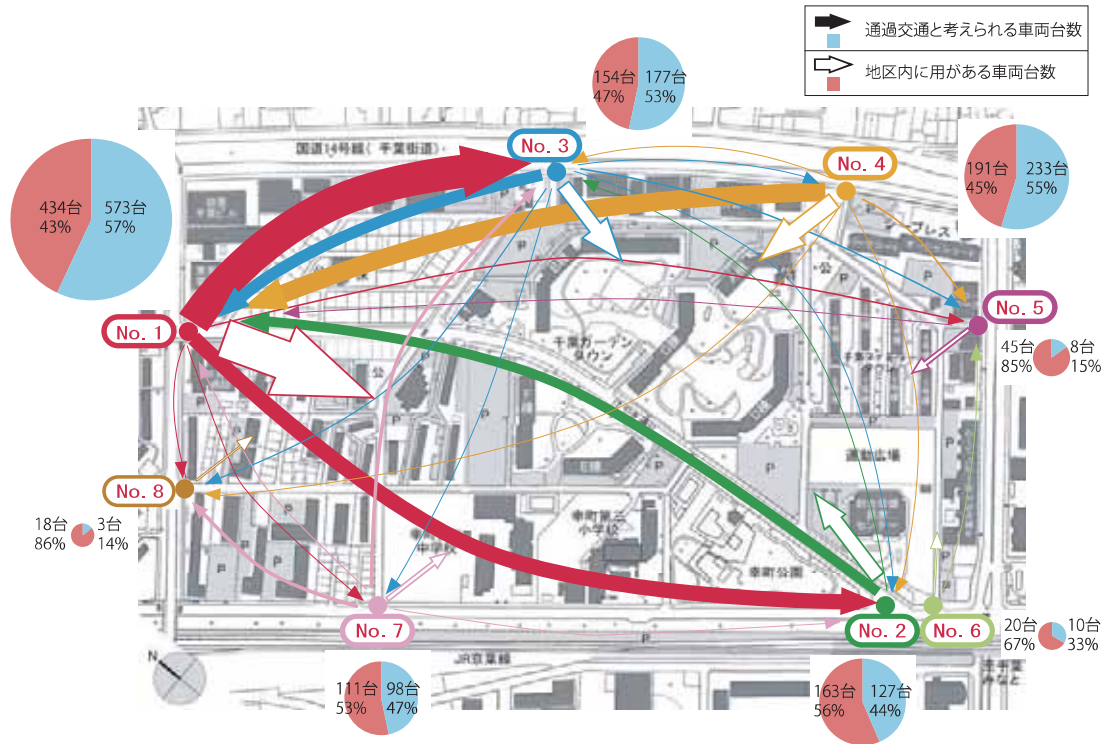 通過交通と考えられる車両台数
地区内に用がある車両台数
154台 177台
47% 53%
国道14号線(千葉街道)
No. 3
No. 4
191台 233台
45% 55%
434台 573台
43% 57%
P
P
P
公
P
No. 5
No. 1
千葉ガーデン
タウン
45台 8台
85% 15%
公
P
P
P
運動広場
No. 8
18台 3台
86% 14%
幸町第三
小学校
中学校
幸町公園
P
P
No. 7
No. 2
No. 6
20台 10台
67% 33%
P
JR京葉線
N
111台 98台
53% 47%
163台 127台
56% 44%